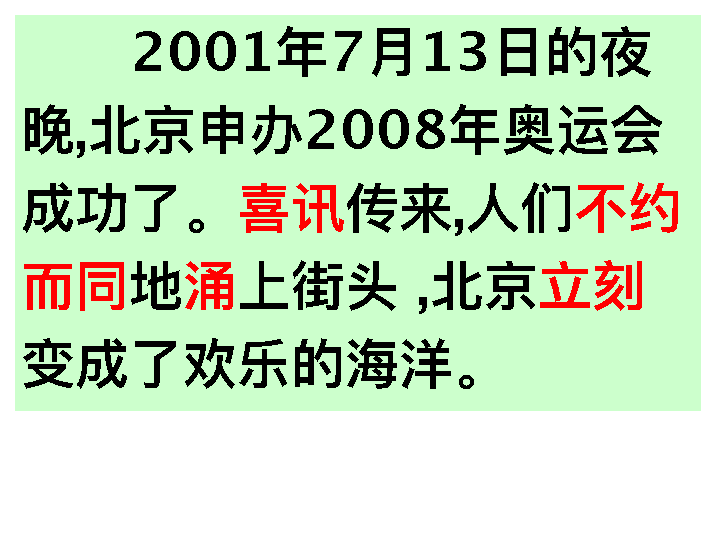 2001年7月13日的夜
晚,北京申办2008年奥运会
成功了。喜讯传来,人们不约
而同地涌上街头 ,北京立刻
变成了欢乐的海洋。